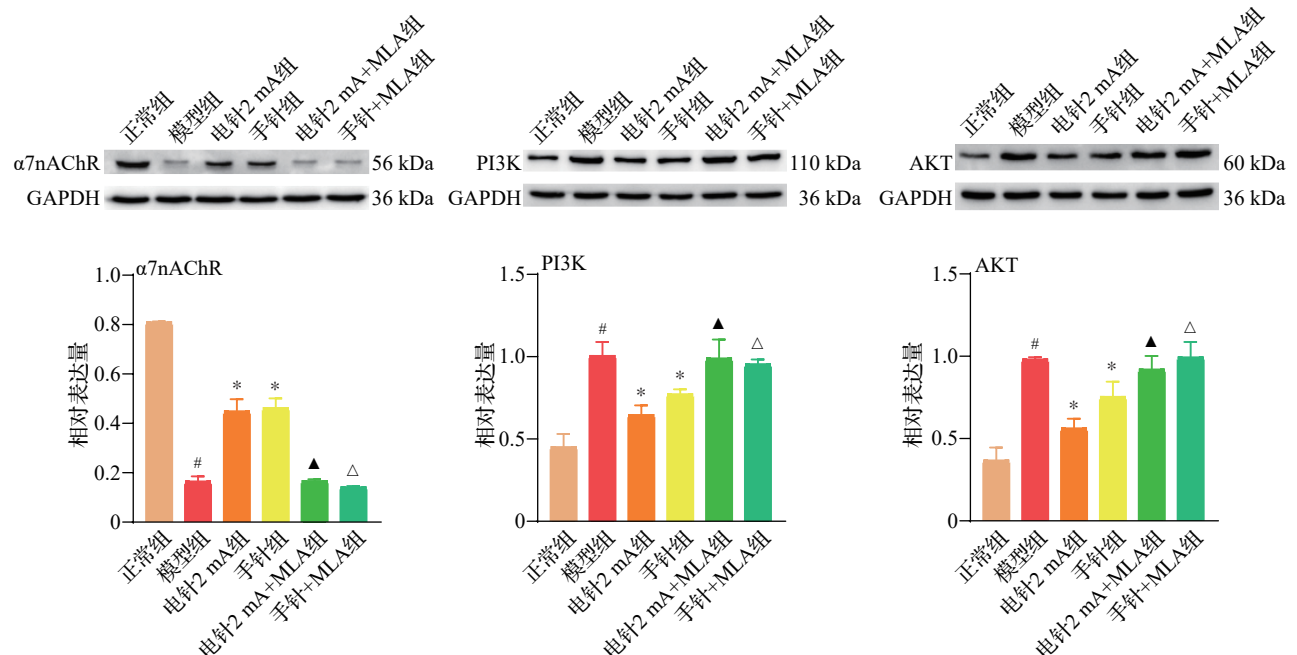 正常组
模型组
电针2 mA组
手针组
电针2 mA+MLA组
手针+MLA组
α7nAChR
56 kDa
GAPDH
36 kDa
正常组
模型组
电针2 mA组
手针组
电针2 mA+MLA组
手针+MLA组
PI3K
110 kDa
GAPDH
36 kDa
正常组
模型组
电针2 mA组
手针组
电针2 mA+MLA组
手针+MLA组
AKT
60 kDa
GAPDH
36 kDa
α7nAChR
相对表达量
1.0
0.8
0.6
0.4
0.2
0
#
*
*
▲
△
正常组
模型组
电针2 mA组
手针组
电针2 mA+MLA组
手针+MLA组
PI3K
相对表达量
1.5
1.0
0.5
0
#
*
*
▲
△
正常组
模型组
电针2 mA组
手针组
电针2 mA+MLA组
手针+MLA组
AKT
相对表达量
1.5
1.0
0.5
0
#
*
*
▲
△
正常组
模型组
电针2 mA组
手针组
电针2 mA+MLA组
手针+MLA组